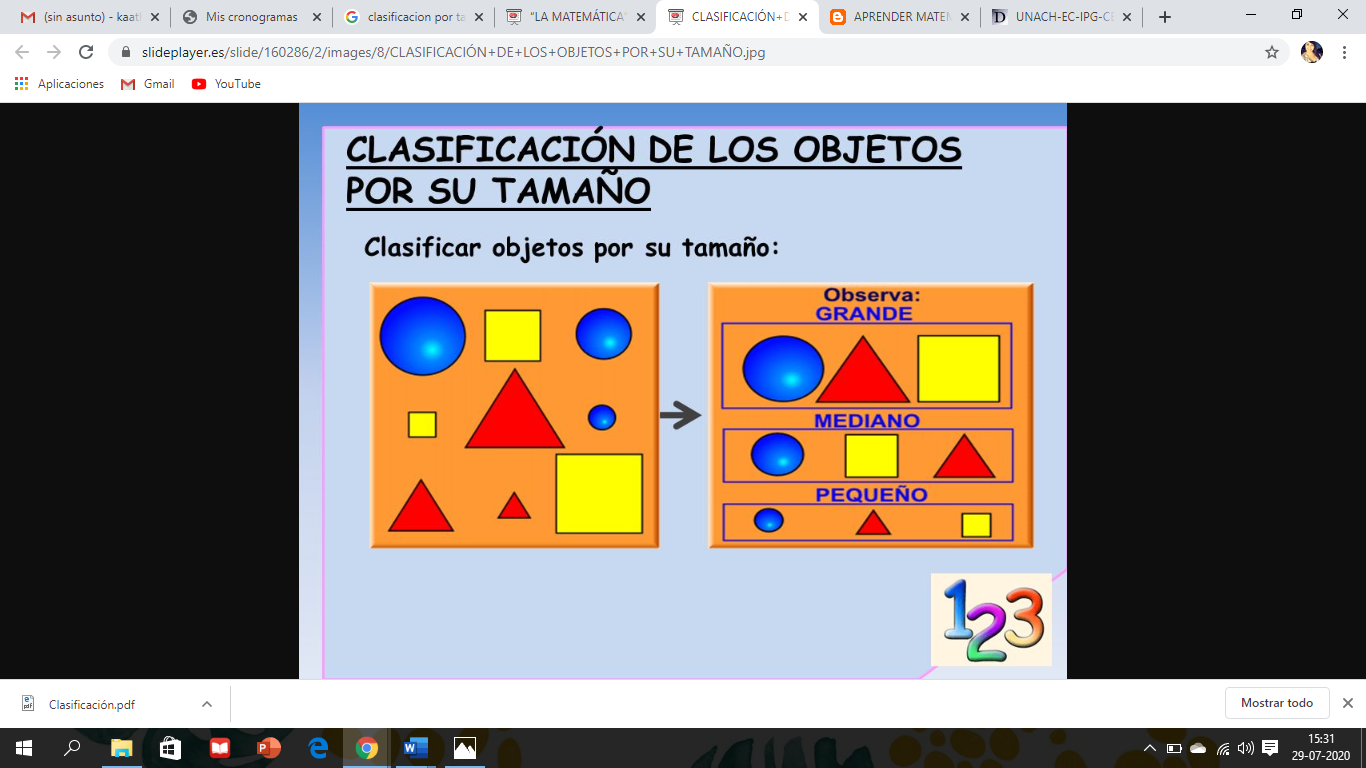 (sin asunto) - kaatl
Mis cronogramas
clasificacion por ta
"LA MATEMÁTICA"
CLASIFICACIÓN+D
APRENDER MATEM
UNACH-EC-IPG-CE
slideplayer.es/slide/160286/2/images/8/CLASIFICACIÓN+DE+LOS+OBJETOS+POR+SU+TAMAÑO.jpg
Aplicaciones
Gmail
YouTube
CLASIFICACIÓN DE LOS OBJETOS
POR SU TAMAÑO
Clasificar objetos por su tamaño:
Observa:
GRANDE
MEDIANO
PEQUEÑO
123
Clasificación.pdf
Mostrar todo
15:31
29-07-2020